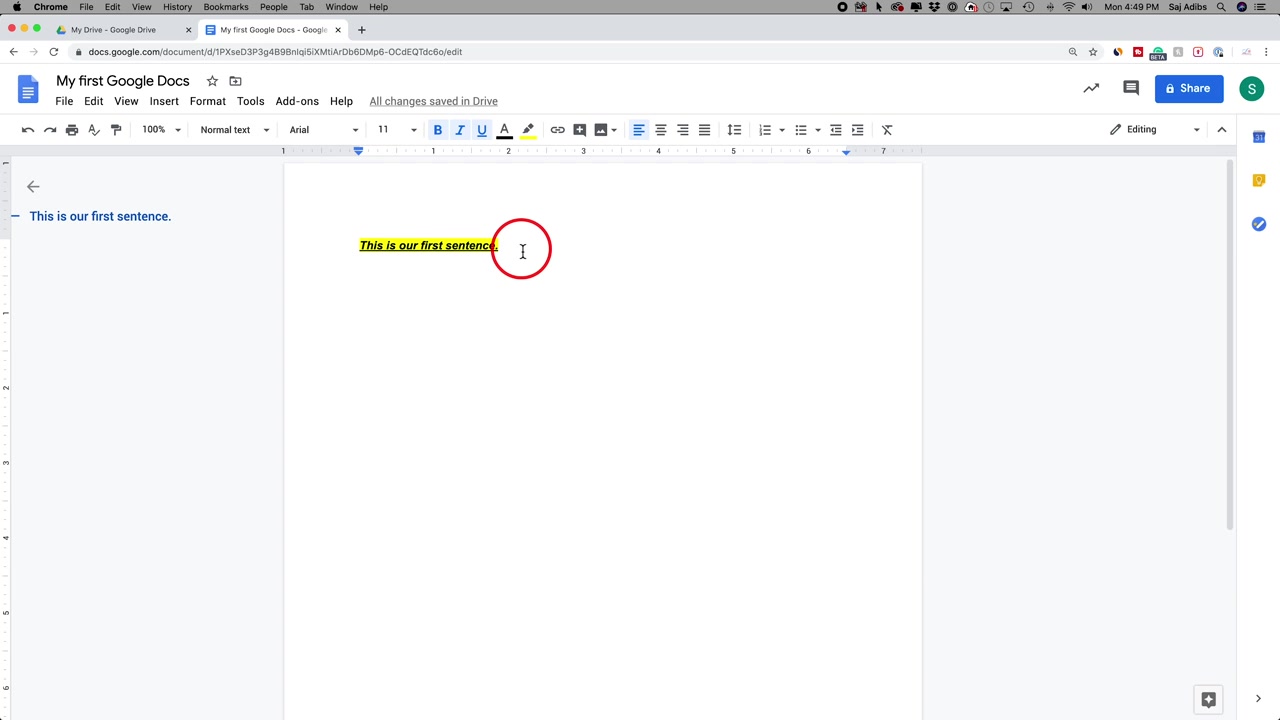 Chrome File Edit View History Bookmarks People Tab Window Help Mon 4:49 PM Saj Adibs
My Drive - Google Drive My first Google Docs - Google
docs.google.com/document/d/1PXseD3P3g4B9BnIqi5iXMtiArDb6DMp6-OCdEQTdc6o/edit
BETA
My first Google Docs
File Edit View Insert Format Tools Add-ons Help All changes saved in Drive
Share
S
100% Normal text Arial 11 B I U A Editing
1 1 2 3 4 5 6 7
31
This is our first sentence.
This is our first sentence.
1
1
2
3
4
5
6